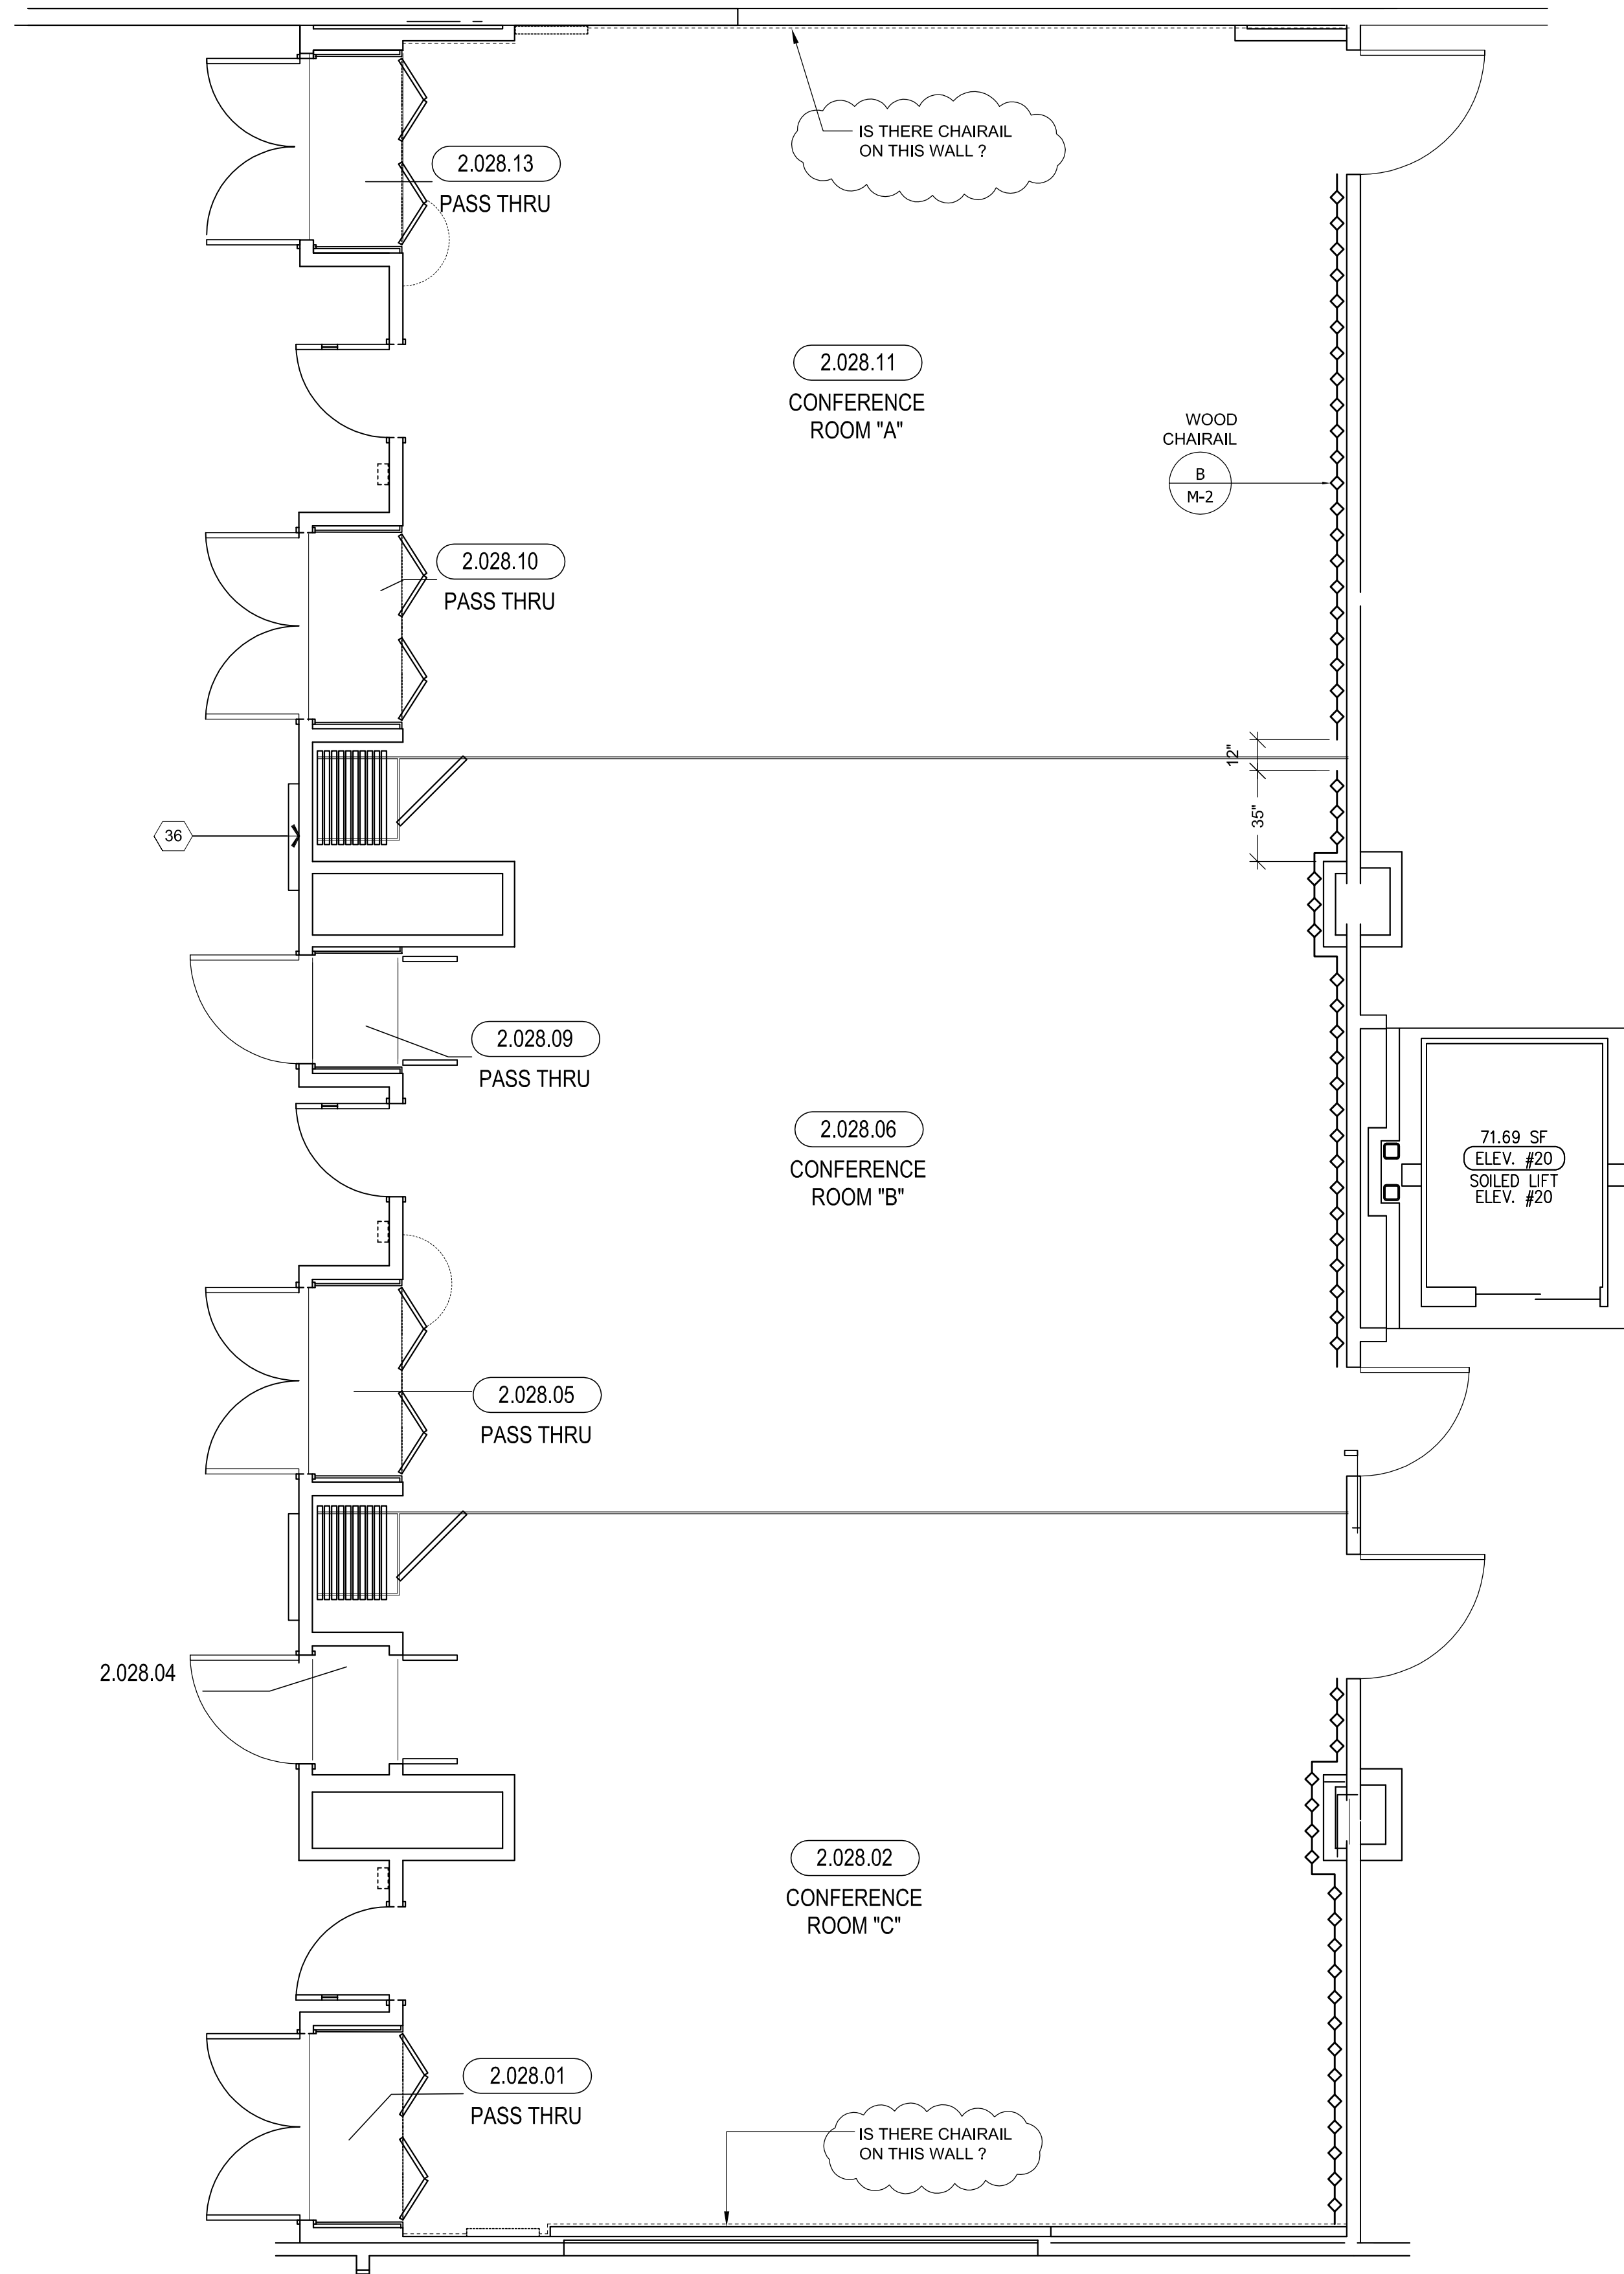 IS THERE CHAIRAIL
ON THIS WALL ?
2.028.13
PASS THRU
2.028.11
CONFERENCE
ROOM "A"
WOOD
CHAIRAIL
B
M-2
2.028.10
PASS THRU
12"
35"
36
2.028.09
PASS THRU
2.028.06
CONFERENCE
ROOM "B"
71.69 SF
ELEV. #20
SOILED LIFT
ELEV. #20
2.028.05
PASS THRU
2.028.04
2.028.02
CONFERENCE
ROOM "C"
2.028.01
PASS THRU
IS THERE CHAIRAIL
ON THIS WALL ?